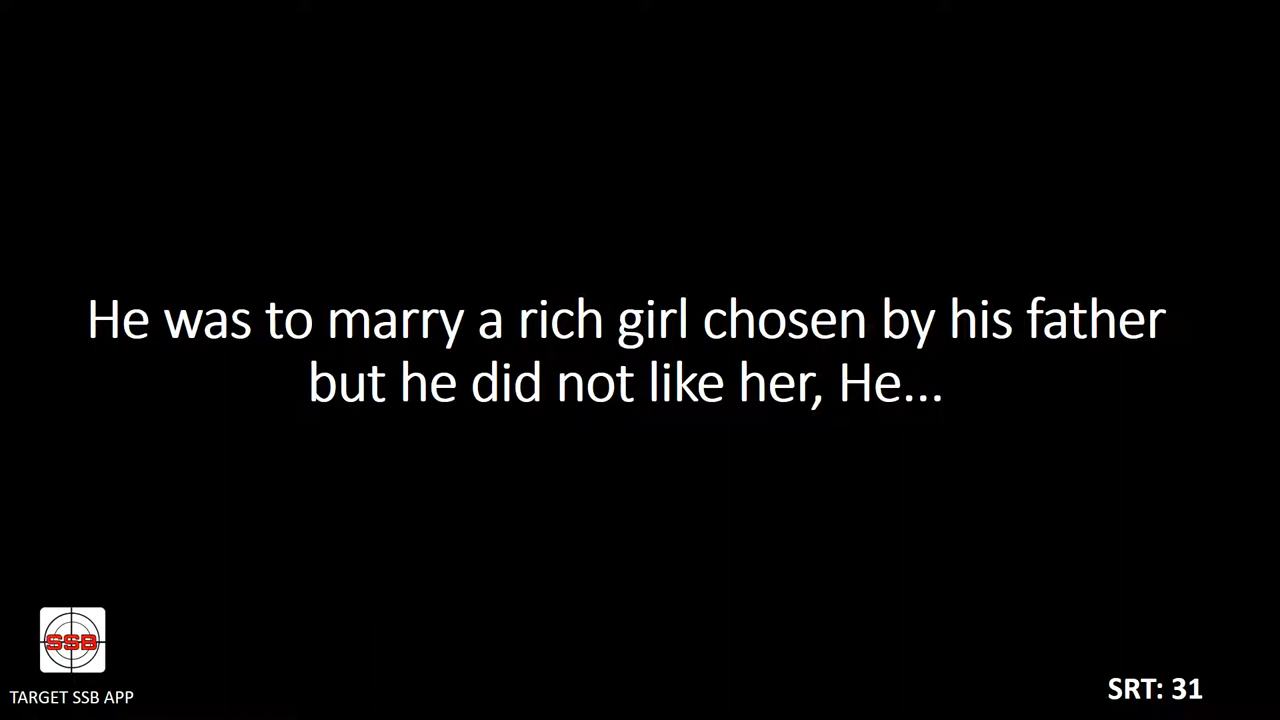 He was to marry a rich girl chosen by his father
but he did not like her, He...
SSB
TARGET SSB APP
SRT: 31